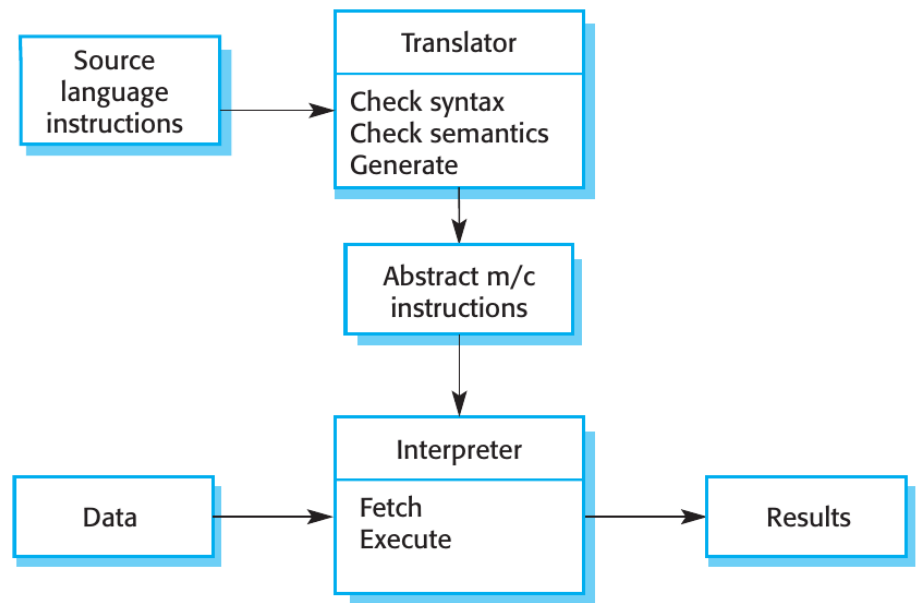 Source
language
instructions
Translator
Check syntax
Check semantics
Generate
Abstract m/c
instructions
Interpreter
Fetch
Execute
Data
Results